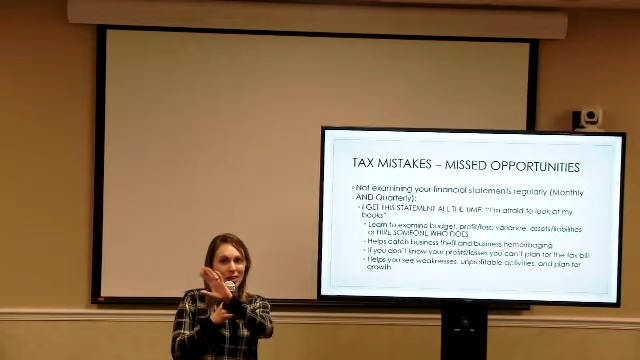 TAX MISTAKES – MISSED OPPORTUNITIES
Not examining your financial statements regularly (Monthly
AND Quarterly):
I GET THIS STATEMENT ALL THE TIME: "I'm afraid to look at my
books"
Learn to examine budget, profit/loss, variance, assets/liabilities
or HIRE SOMEONE WHO DOES
Helps catch business theft and business hemorrhaging
If you don't know your profits/losses you can't plan for the tax bill
Helps you see weaknesses, unprofitable activities, and plan for
growth